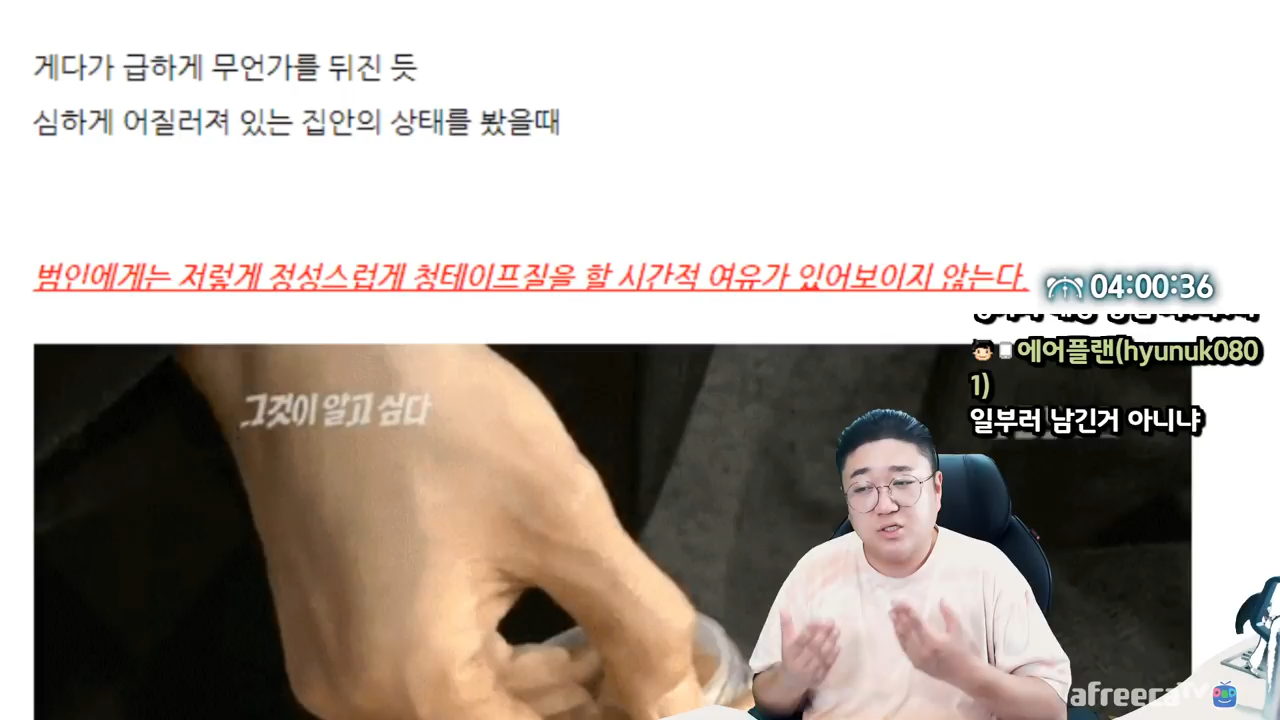 게다가 급하게 무언가를 뒤진 듯
심하게 어질러져 있는 집안의 상태를 봤을때
범인에게는 저렇게 정성스럽게 청테이프질을 할 시간적 여유가 있어보이지 않는다.
04:00:36
에어플랜(hyunuk080
1)
일부러 남긴거 아니냐
그것이 알고 싶다
afreecaTV